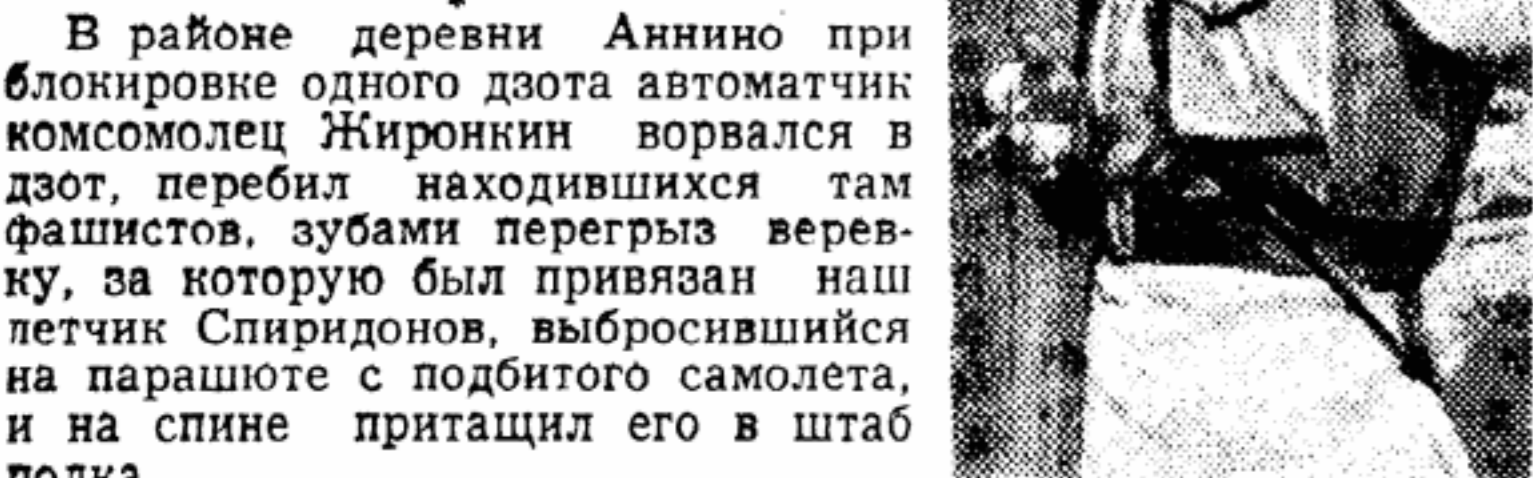 В районе деревни Аннино при
блокировке одного дзота автоматчик
комсомолец Жиронкин ворвался в
дзот, перебил находившихся там
фашистов, зубами перегрыз верев-
ку, за которую был привязан наш
летчик Спиридонов, выбросившийся
на парашюте с подбитого самолета,
и на спине притащил его в штаб
полка